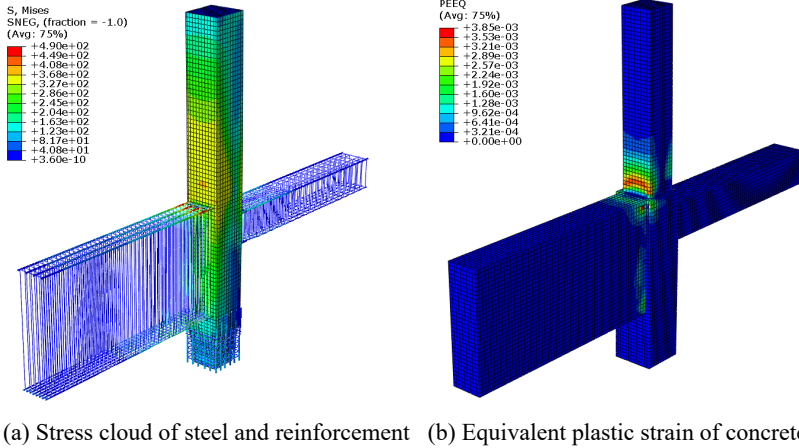 S, Mises
SNEG, (fraction = -1.0)
(Avg: 75%)
+4.90e+02
+4.49e+02
+4.08e+02
+3.68e+02
+3.27e+02
+2.86e+02
+2.45e+02
+2.04e+02
+1.63e+02
+1.23e+02
+8.17e+01
+4.08e+01
+3.60e-10
PEEQ
(Avg: 75%)
+3.85e-03
+3.53e-03
+3.21e-03
+2.89e-03
+2.57e-03
+2.24e-03
+1.92e-03
+1.60e-03
+1.28e-03
+9.62e-04
+6.41e-04
+3.21e-04
+0.00e+00
(a) Stress cloud of steel and reinforcement
(b) Equivalent plastic strain of concrete